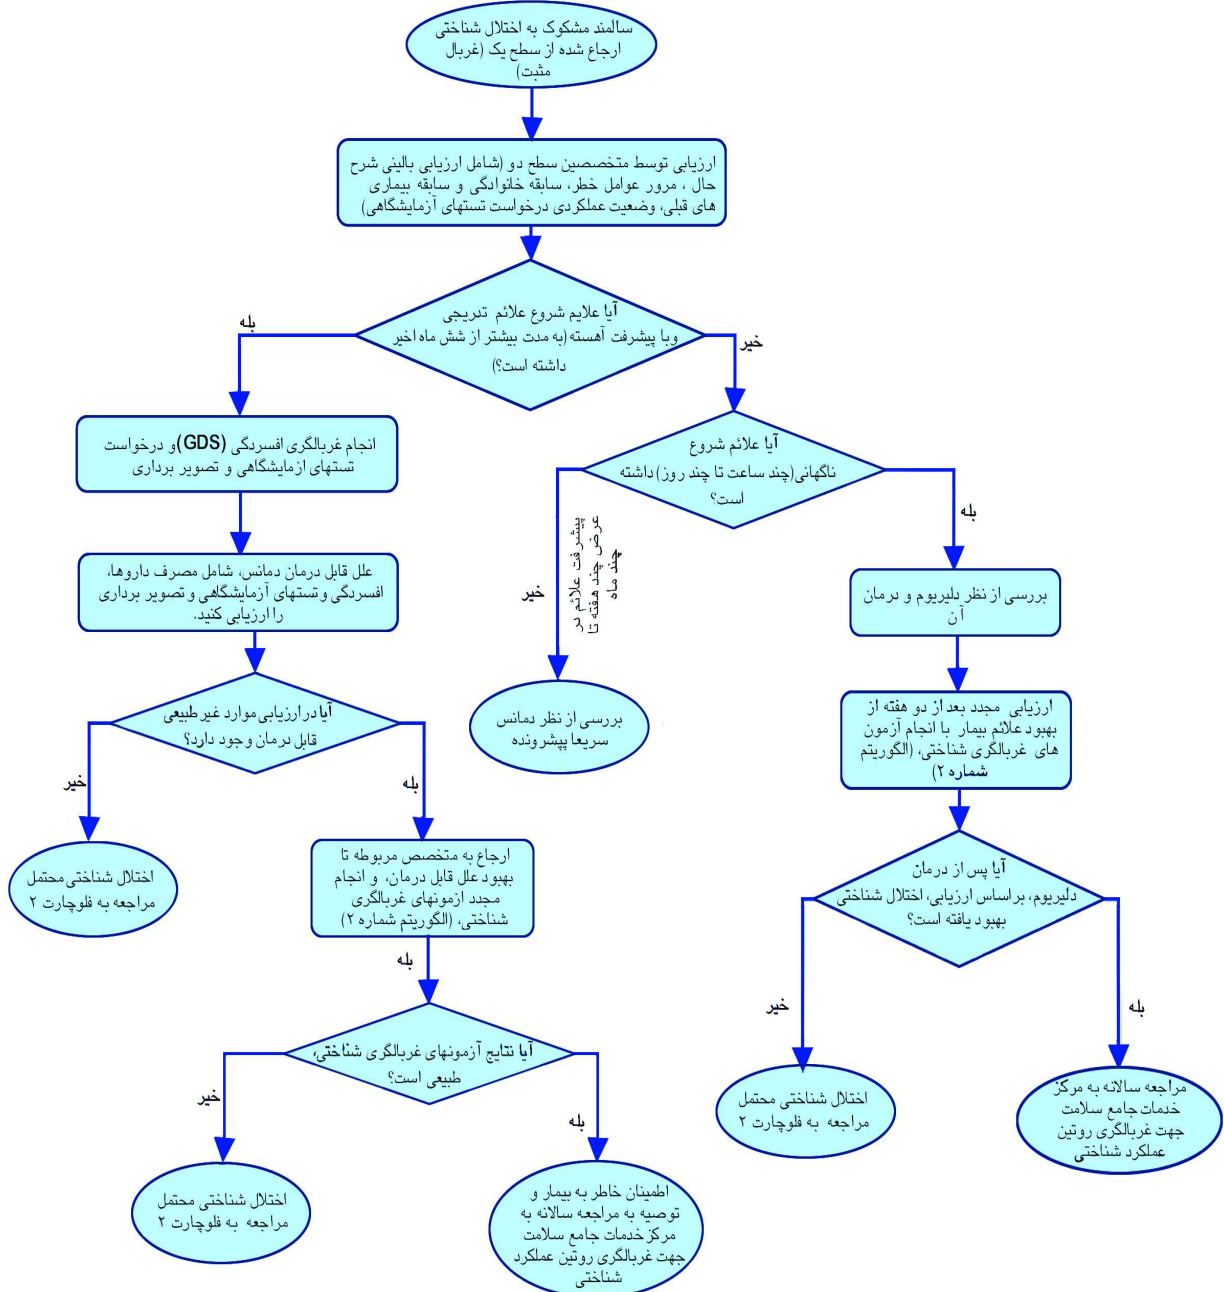 سالمند مشکوک به اختلال شناختی
ارجاع شده از سطح یک (غربال
مثبت)
ارزیابی توسط متخصصین سطح دو (شامل ارزیابی بالینی شرح
حال ، مرور عوامل خطر، سابقه خانوادگی و سابقه بیماری
های قبلی، وضعیت عملکردی درخواست تستهای آزمایشگاهی)
آیا علایم شروع علائم تدریجی
وبا پیشرفت آهسته (به مدت بیشتر از شش ماه اخیر
داشته است؟)
بله
خیر
انجام غربالگری افسردگی (GDS)و درخواست
تستهای ازمایشگاهی و تصویر برداری
آیا علائم شروع
ناگهانی(چند ساعت تا چند روز) داشته
است؟
بله
خیر
پیشرفت علائم در
عرض چند هفته تا
چند ماه
علل قابل درمان دمانس، شامل مصرف داروها،
افسردگی وتستهای آزمایشگاهی و تصویر برداری
را ارزیابی کنید.
بررسی از نظر دلیریوم و درمان
آن
آیا در ارزیابی موارد غیر طبیعی
قابل درمان وجود دارد؟
خیر
بله
بررسی از نظر دمانس
سریعا پیشرونده
ارزیابی مجدد بعد از دو هفته از
بهبود علائم بیمار با انجام آزمون
های غربالگری شناختی، (الگوریتم
شماره ۲)
اختلال شناختی محتمل
مراجعه به فلوچارت ۲
ارجاع به متخصص مربوطه تا
بهبود علل قابل درمان، و انجام
مجدد ازمونهای غربالگری
شناختی، (الگوریتم شماره ۲)
بله
آیا پس از درمان
دلیریوم، براساس ارزیابی، اختلال شناختی
بهبود یافته است؟
خیر
بله
آیا نتایج آزمونهای غربالگری شناختی،
طبیعی است؟
خیر
بله
اختلال شناختی محتمل
مراجعه به فلوچارت ۲
مراجعه سالانه به مرکز
خدمات جامع سلامت
جهت غربالگری روتین
عملکرد شناختی
اختلال شناختی محتمل
مراجعه به فلوچارت ۲
اطمینان خاطر به بیمار و
توصیه به مراجعه سالانه به
مرکز خدمات جامع سلامت
جهت غربالگری روتین عملکرد
شناختی